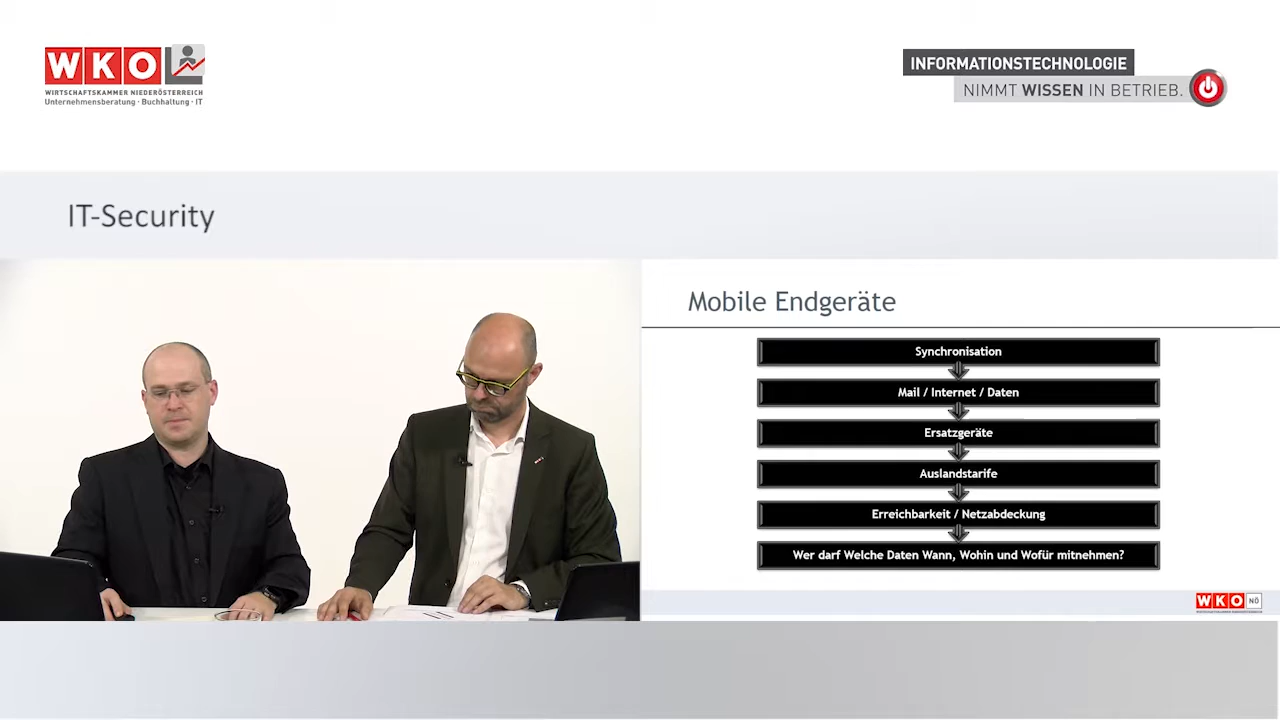 WKO
WIRTSCHAFTSKAMMER NIEDERÖSTERREICH
Unternehmensberatung · Buchhaltung · IT
INFORMATIONSTECHNOLOGIE
NIMMT WISSEN IN BETRIEB.
IT-Security
Mobile Endgeräte
Synchronisation
Mail / Internet / Daten
Ersatzgeräte
Auslandstarife
Erreichbarkeit / Netzabdeckung
Wer darf Welche Daten Wann, Wohin und Wofür mitnehmen?
WKO NÖ